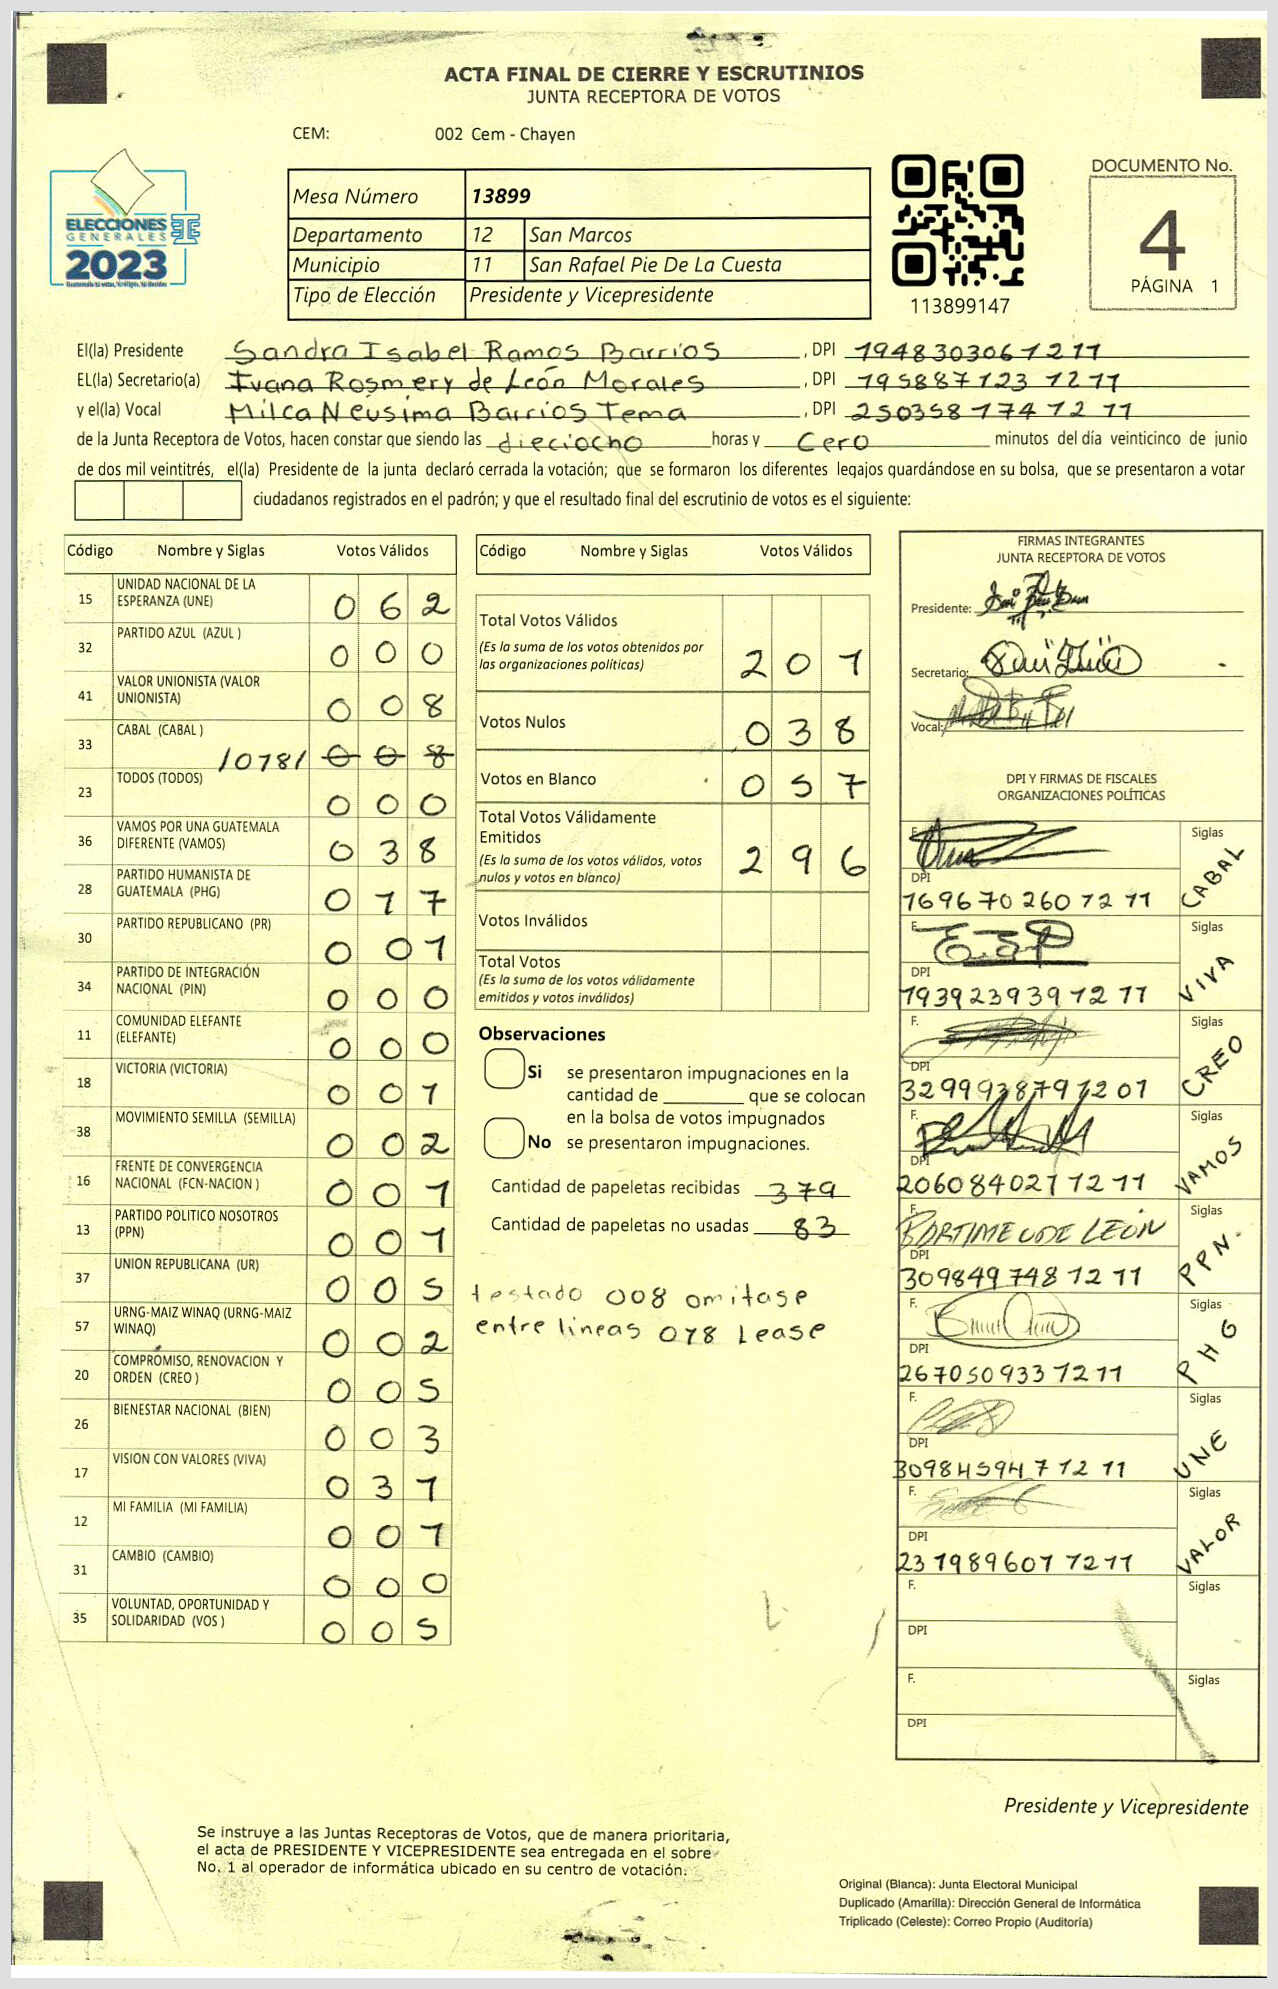 ACTA FINAL DE CIERRE Y ESCRUTINIOS
JUNTA RECEPTORA DE VOTOS
CEM: 002 Cem - Chayen
ELECCIONES
GENERALES
2023
Mesa Número 13899
Departamento 12 San Marcos
Municipio 11 San Rafael Pie De La Cuesta
Tipo de Elección Presidente y Vicepresidente
113899147
DOCUMENTO No.
4
PÁGINA 1
El(la) Presidente Sandra Isabel Ramos Barrios , DPI 1948303061211
EL(la) Secretario(a) Ivana Rosmery de León Morales , DPI 195887123 1211
y el(la) Vocal Milca Neusima Barrios Tema , DPI 250358174 1211
de la Junta Receptora de Votos, hacen constar que siendo las dieciocho horas y Cero minutos del día veinticinco de junio
de dos mil veintitrés, el(la) Presidente de la junta declaró cerrada la votación; que se formaron los diferentes legajos guardándose en su bolsa, que se presentaron a votar
ciudadanos registrados en el padrón; y que el resultado final del escrutinio de votos es el siguiente:
Código Nombre y Siglas Votos Válidos
15 UNIDAD NACIONAL DE LA ESPERANZA (UNE) 0 6 2
32 PARTIDO AZUL (AZUL ) 0 0 0
41 VALOR UNIONISTA (VALOR UNIONISTA) 0 0 8
33 CABAL (CABAL ) /0781 0 0 8
23 TODOS (TODOS) 0 0 0
36 VAMOS POR UNA GUATEMALA DIFERENTE (VAMOS) 0 3 8
28 PARTIDO HUMANISTA DE GUATEMALA (PHG) 0 1 7
30 PARTIDO REPUBLICANO (PR) 0 0 1
34 PARTIDO DE INTEGRACIÓN NACIONAL (PIN) 0 0 0
11 COMUNIDAD ELEFANTE (ELEFANTE) 0 0 0
18 VICTORIA (VICTORIA) 0 0 1
38 MOVIMIENTO SEMILLA (SEMILLA) 0 0 2
16 FRENTE DE CONVERGENCIA NACIONAL (FCN-NACION ) 0 0 1
13 PARTIDO POLITICO NOSOTROS (PPN) 0 0 1
37 UNION REPUBLICANA (UR) 0 0 5
57 URNG-MAIZ WINAQ (URNG-MAIZ WINAQ) 0 0 2
20 COMPROMISO, RENOVACION Y ORDEN (CREO ) 0 0 5
26 BIENESTAR NACIONAL (BIEN) 0 0 3
17 VISION CON VALORES (VIVA) 0 3 1
12 MI FAMILIA (MI FAMILIA) 0 0 1
31 CAMBIO (CAMBIO) 0 0 0
35 VOLUNTAD, OPORTUNIDAD Y SOLIDARIDAD (VOS ) 0 0 5
Código Nombre y Siglas Votos Válidos
Total Votos Válidos
(Es la suma de los votos obtenidos por
las organizaciones políticas) 2 0 1
Votos Nulos 0 3 8
Votos en Blanco 0 5 7
Total Votos Válidamente
Emitidos
(Es la suma de los votos válidos, votos
nulos y votos en blanco) 2 9 6
Votos Inválidos
Total Votos
(Es la suma de los votos válidamente
emitidos y votos inválidos)
Observaciones
Si se presentaron impugnaciones en la
cantidad de ________ que se colocan
en la bolsa de votos impugnados
No se presentaron impugnaciones.
Cantidad de papeletas recibidas 379
Cantidad de papeletas no usadas 83
testado 008 omitase
entre lineas 018 Lease
FIRMAS INTEGRANTES
JUNTA RECEPTORA DE VOTOS
Presidente:
Secretario:
Vocal:
DPI Y FIRMAS DE FISCALES
ORGANIZACIONES POLÍTICAS
F. Siglas CABAL
DPI
169670260 1211
F. Siglas VIVA
DPI
193923939 1211
F. Siglas CREO
DPI
329993879 1201
F. Siglas VAMOS
DPI
206084021 1211
F. BARTIMEO DE LEÓN Siglas PPN.
DPI
309849748 1211
F. Siglas PHG
DPI
267050933 1211
F. Siglas UNE
DPI
309845947 1211
F. Siglas VALOR
DPI
231989601 1211
F. Siglas
DPI
F. Siglas
DPI
Presidente y Vicepresidente
Se instruye a las Juntas Receptoras de Votos, que de manera prioritaria,
el acta de PRESIDENTE Y VICEPRESIDENTE sea entregada en el sobre
No. 1 al operador de informática ubicado en su centro de votación.
Original (Blanca): Junta Electoral Municipal
Duplicado (Amarilla): Dirección General de Informática
Triplicado (Celeste): Correo Propio (Auditoría)